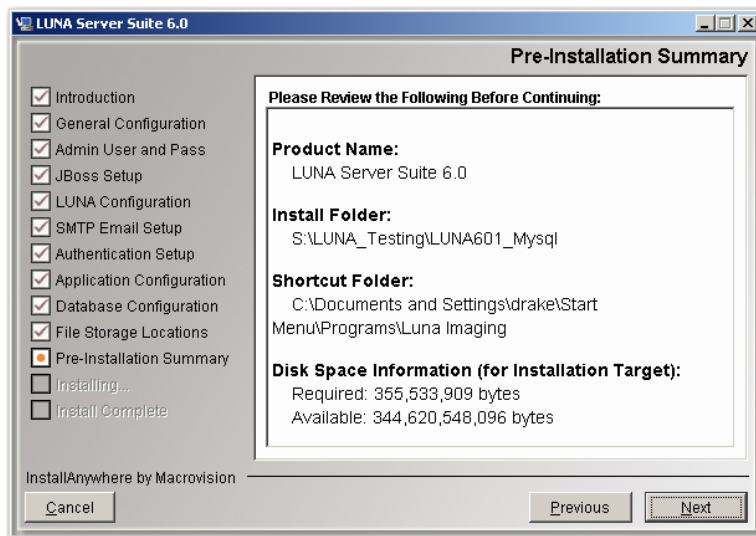 LUNA Server Suite 6.0
Pre-Installation Summary
Introduction
General Configuration
Admin User and Pass
JBoss Setup
LUNA Configuration
SMTP Email Setup
Authentication Setup
Application Configuration
Database Configuration
File Storage Locations
Pre-Installation Summary
Installing...
Install Complete
Please Review the Following Before Continuing:
Product Name:
LUNA Server Suite 6.0
Install Folder:
S:\LUNA_Testing\LUNA601_Mysql
Shortcut Folder:
C:\Documents and Settings\drake\Start
Menu\Programs\Luna Imaging
Disk Space Information (for Installation Target):
Required: 355,533,909 bytes
Available: 344,620,548,096 bytes
InstallAnywhere by Macrovision
Cancel
Previous
Next